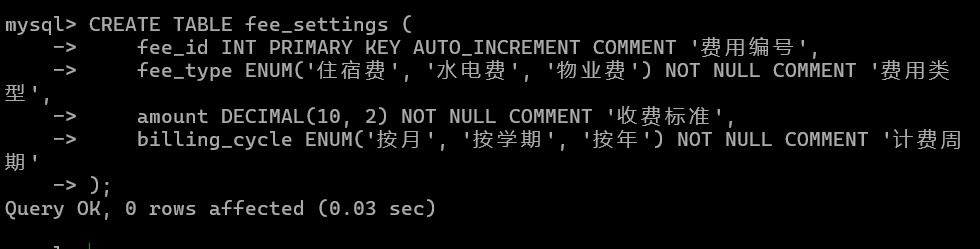 mysql> CREATE TABLE fee_settings (
    ->     fee_id INT PRIMARY KEY AUTO_INCREMENT COMMENT '费用编号',
    ->     fee_type ENUM('住宿费', '水电费', '物业费') NOT NULL COMMENT '费用类
型',
    ->     amount DECIMAL(10, 2) NOT NULL COMMENT '收费标准',
    ->     billing_cycle ENUM('按月', '按学期', '按年') NOT NULL COMMENT '计费周
期'
    -> );
Query OK, 0 rows affected (0.03 sec)